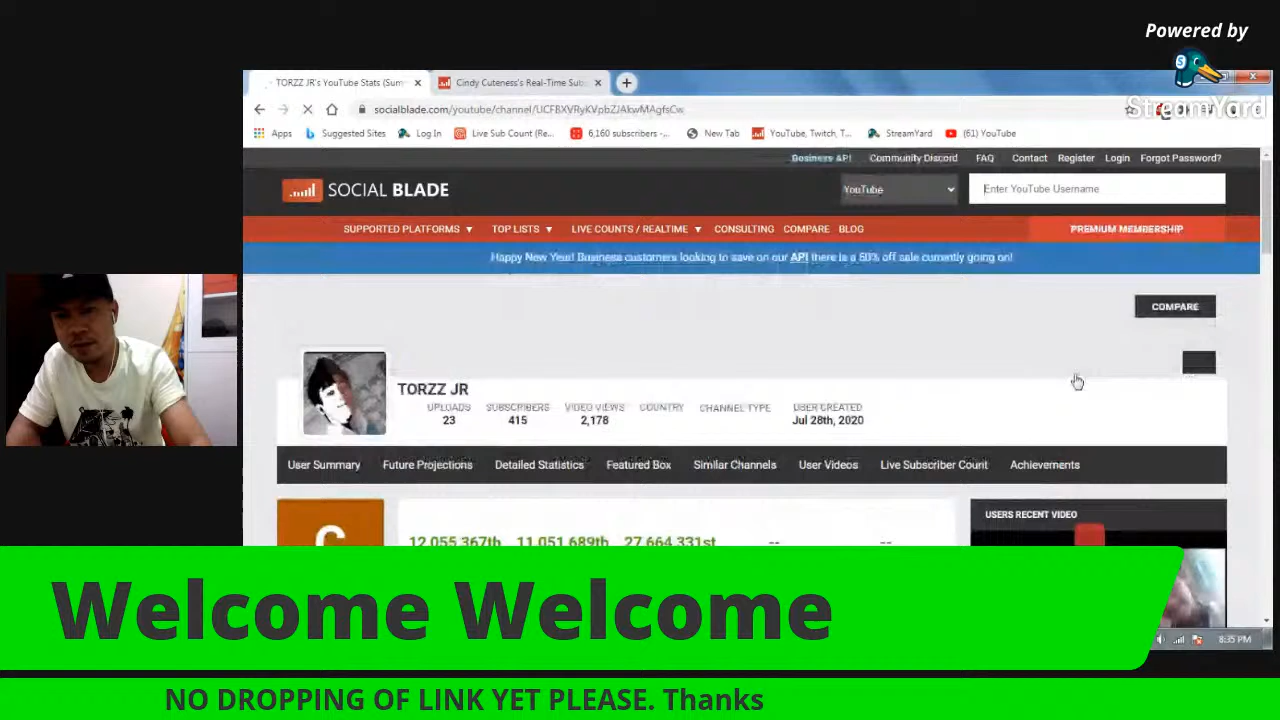 Powered by
StreamYard
TORZZ JR's YouTube Stats (Sum
Cindy Cuteness's Real-Time Sub
socialblade.com/youtube/channel/UCFBXVRyKVpbZJAkwMAgfsCw
Apps
Suggested Sites
Log In
Live Sub Count (Re...
6,160 subscribers -...
New Tab
YouTube, Twitch, T...
StreamYard
(61) YouTube
Business API
Community Discord
FAQ
Contact
Register
Login
Forgot Password?
SOCIAL BLADE
YouTube
Enter YouTube Username
SUPPORTED PLATFORMS
TOP LISTS
LIVE COUNTS / REALTIME
CONSULTING
COMPARE
BLOG
PREMIUM MEMBERSHIP
Happy New Year! Business customers looking to save on our API there is a 60% off sale currently going on!
COMPARE
TORZZ JR
UPLOADS SUBSCRIBERS VIDEO VIEWS COUNTRY CHANNEL TYPE USER CREATED
23 415 2,178 Jul 28th, 2020
User Summary
Future Projections
Detailed Statistics
Featured Box
Similar Channels
User Videos
Live Subscriber Count
Achievements
USERS RECENT VIDEO
12,055,367th 11,051,689th 27,664,331st -- --
8:35 PM
Welcome Welcome
NO DROPPING OF LINK YET PLEASE. Thanks